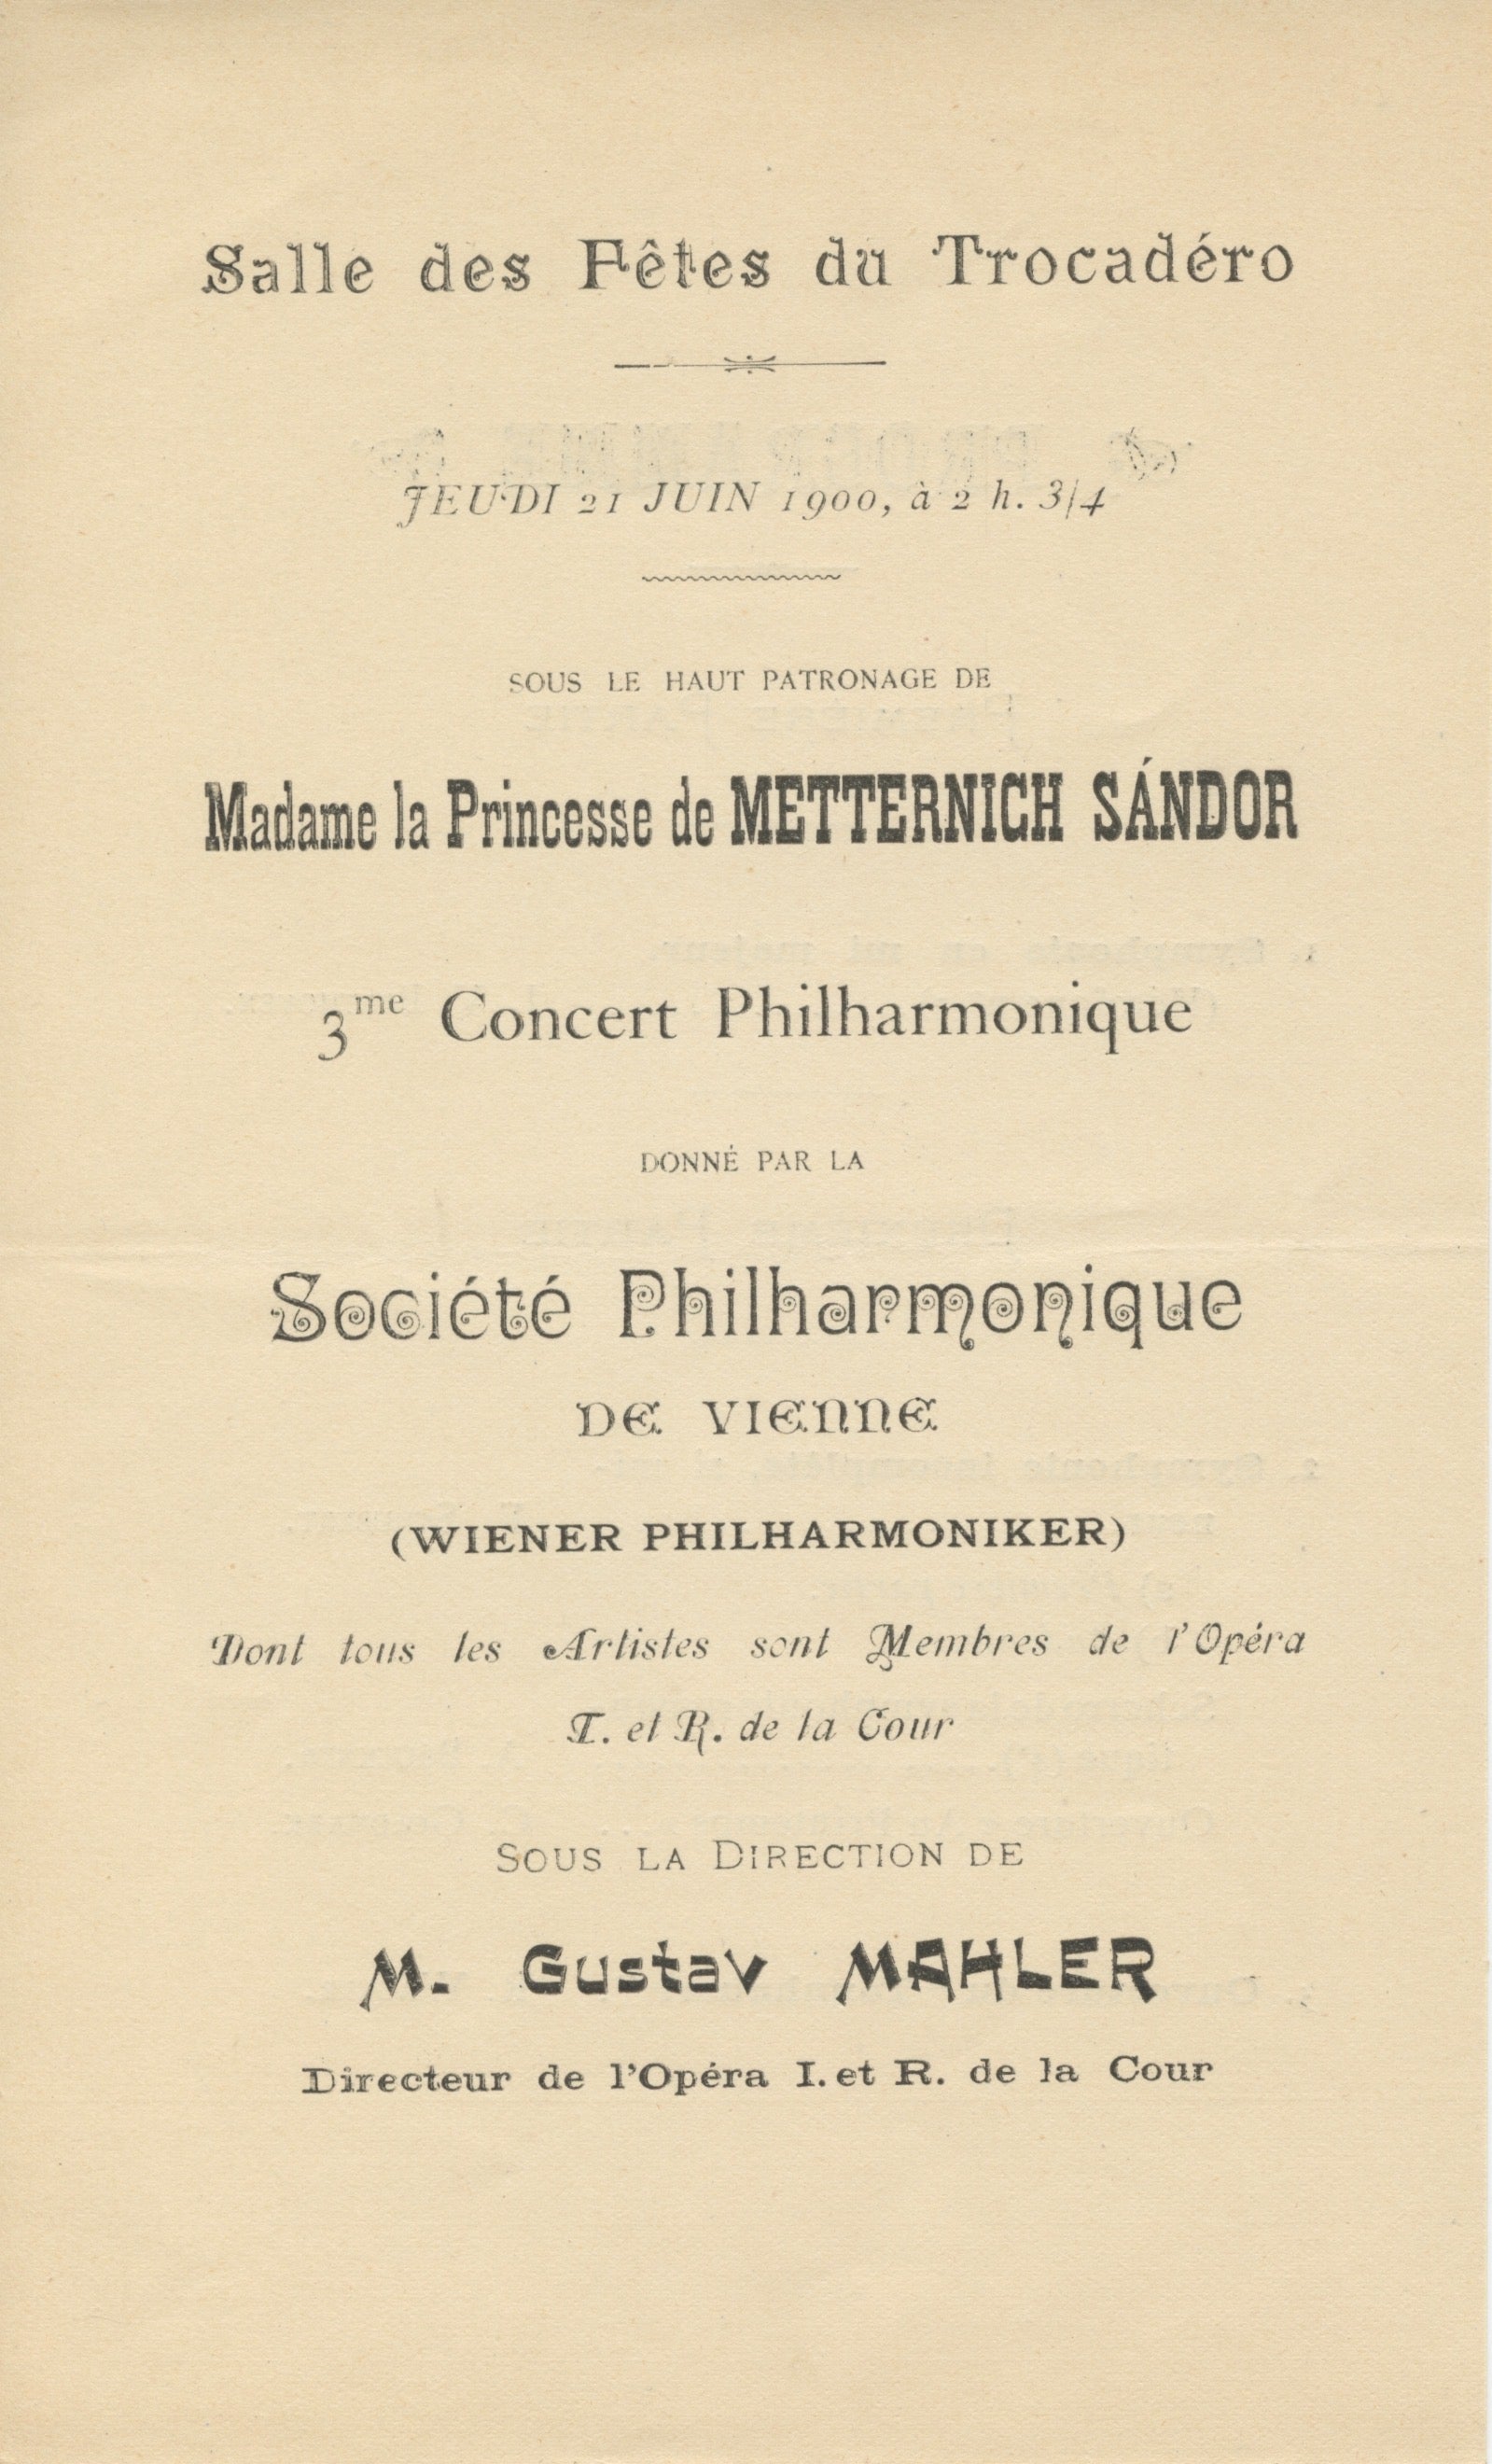 Salle des Fêtes du Trocadéro
JEUDI 21 JUIN 1900, à 2 h. 3/4
SOUS LE HAUT PATRONAGE DE
Madame la Princesse de METTERNICH SÁNDOR
3me Concert Philharmonique
DONNÉ PAR LA
Société Philharmonique
DE VIENNE
(WIENER PHILHARMONIKER)
Dont tous les Artistes sont Membres de l'Opéra
I. et R. de la Cour
SOUS LA DIRECTION DE
M. Gustav MAHLER
Directeur de l'Opéra I. et R. de la Cour